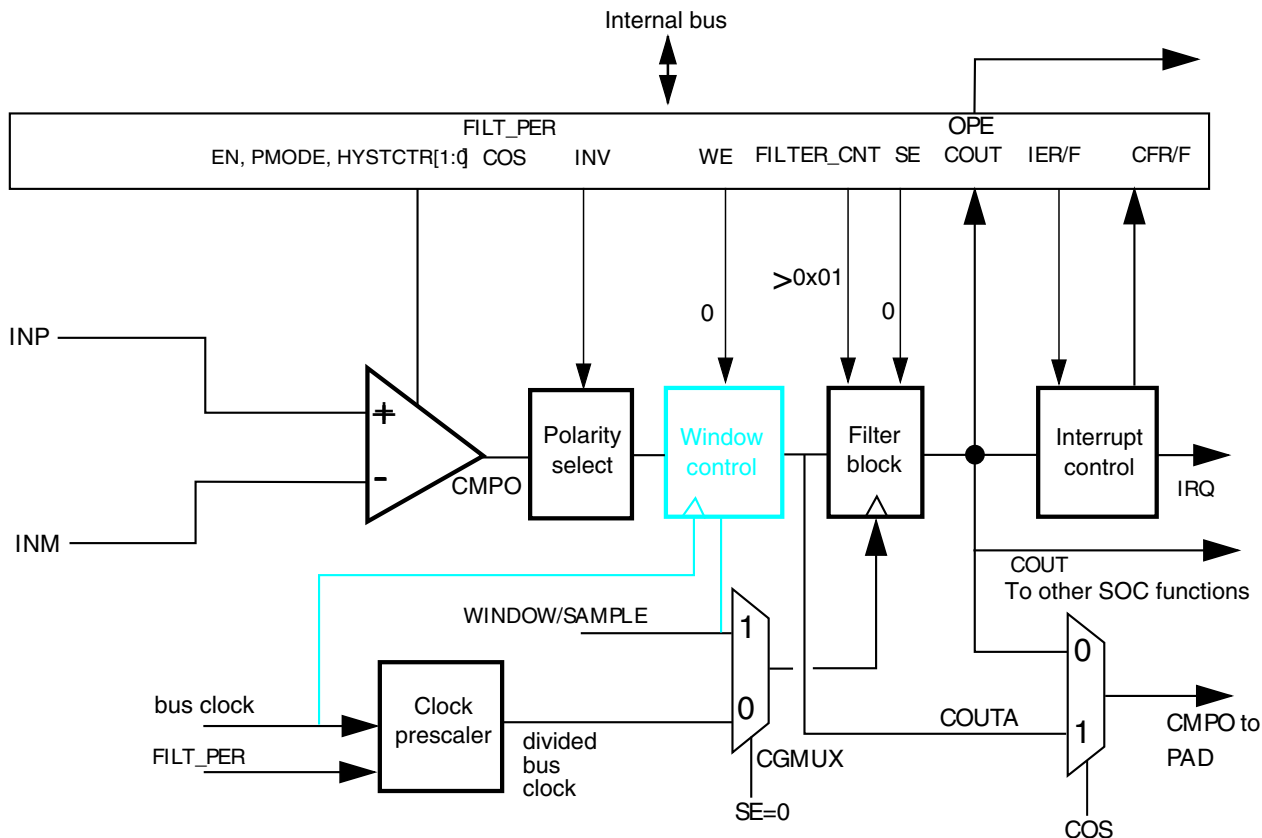 Internal bus
FILT_PER
OPE
EN, PMODE, HYSTCTR[1:0] COS INV WE FILTER_CNT SE COUT IER/F CFR/F
>0x01
0
0
INP
+
Polarity
select
Window
control
Filter
block
Interrupt
control
-
CMPO
IRQ
INM
COUT
To other SOC functions
WINDOW/SAMPLE
1
0
bus clock
Clock
prescaler
0
COUTA
1
CMPO to
PAD
divided
bus
clock
FILT_PER
CGMUX
SE=0
COS